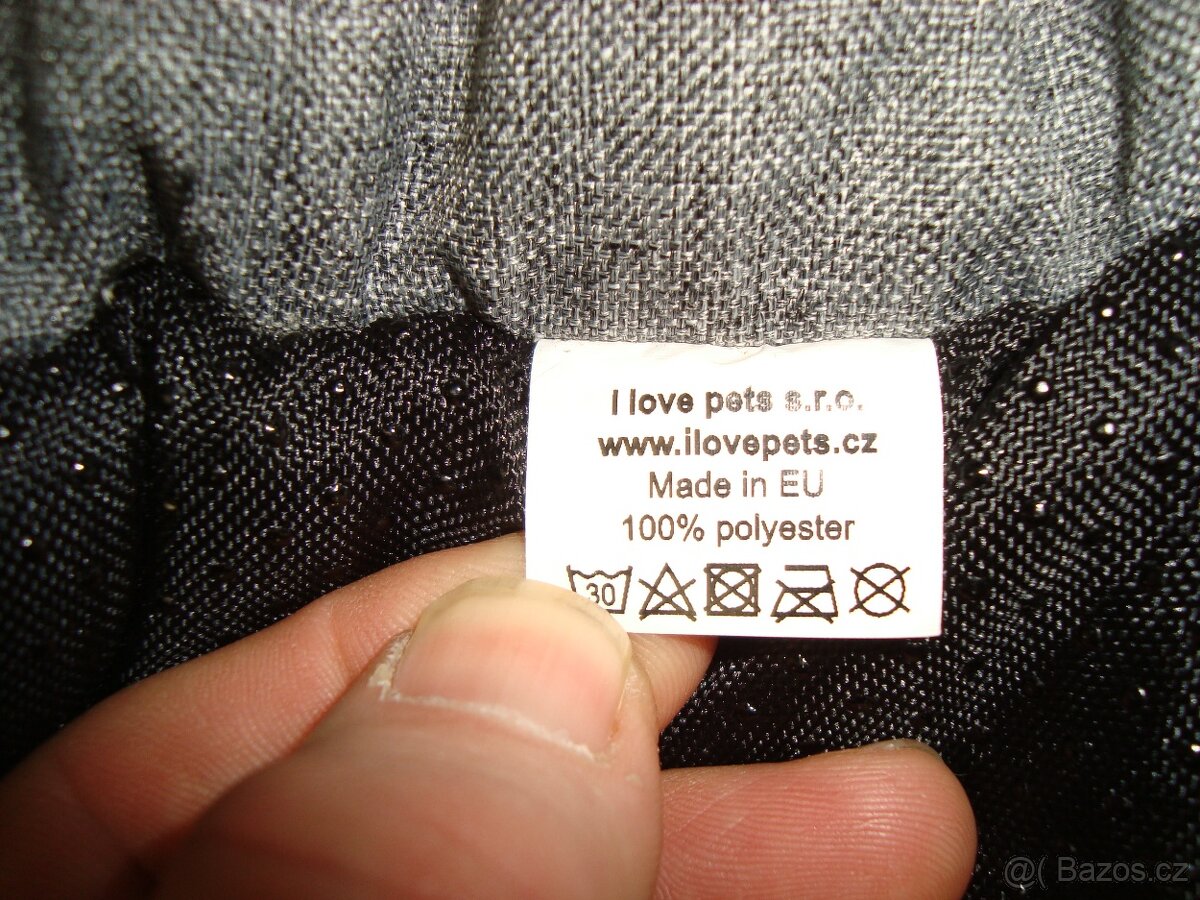 I love pets s.r.o.
www.ilovepets.cz
Made in EU
100% polyester
30
@( Bazos.cz